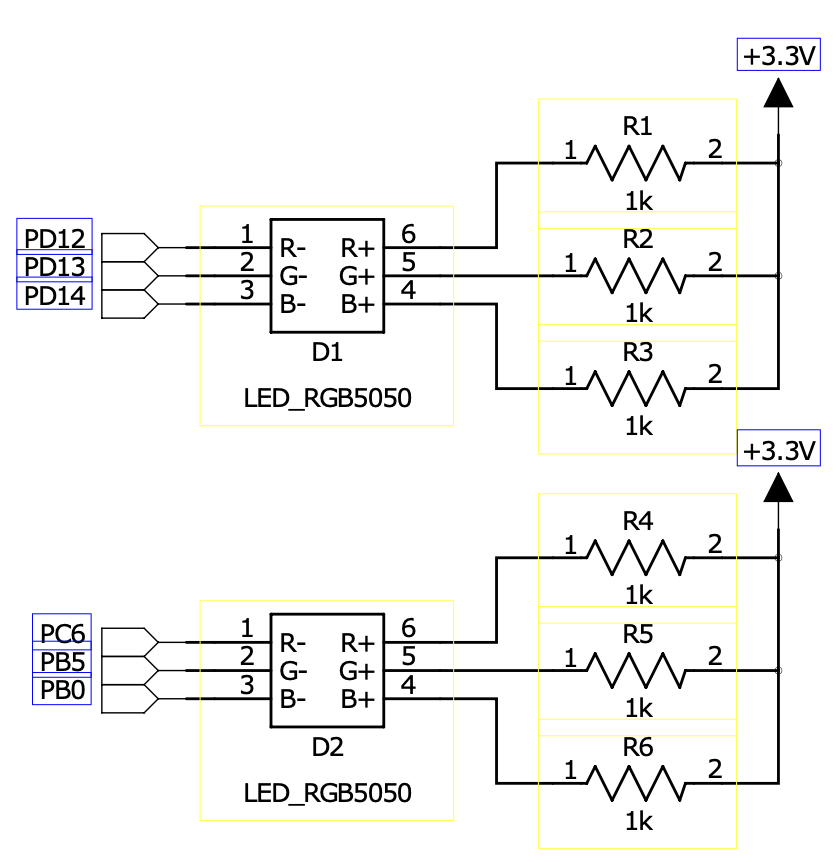 +3.3V
R1
1 2
1k
PD12 1 R- R+ 6
R2
PD13 2 G- G+ 5 1 2
PD14 3 B- B+ 4
1k
D1
R3
1 2
LED_RGB5050
1k
+3.3V
R4
1 2
1k
PC6 1 R- R+ 6
R5
PB5 2 G- G+ 5 1 2
PB0 3 B- B+ 4
1k
D2
R6
1 2
LED_RGB5050
1k